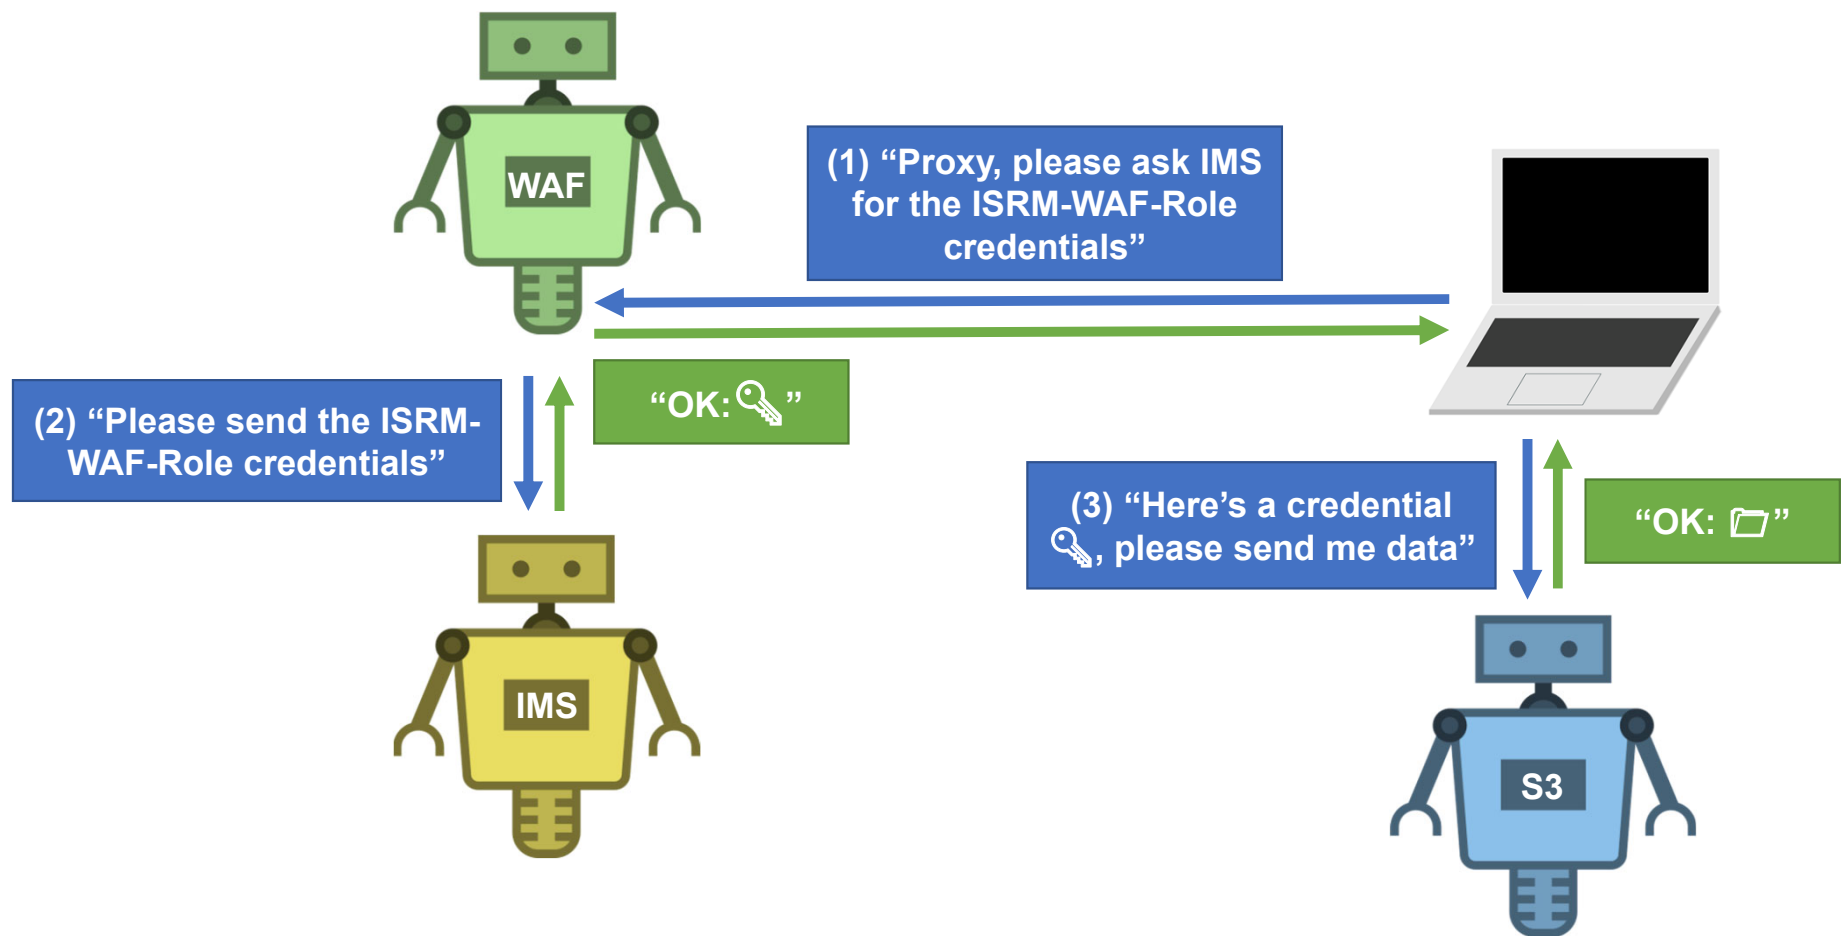 WAF
(1) “Proxy, please ask IMS
for the ISRM-WAF-Role
credentials”
“OK: ”
(2) “Please send the ISRM-
WAF-Role credentials”
(3) “Here’s a credential
, please send me data”
“OK: ”
IMS
S3